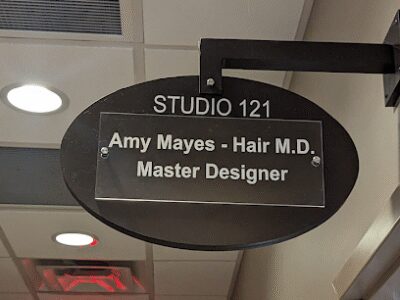 STUDIO 121
Amy Mayes - Hair M.D.
Master Designer